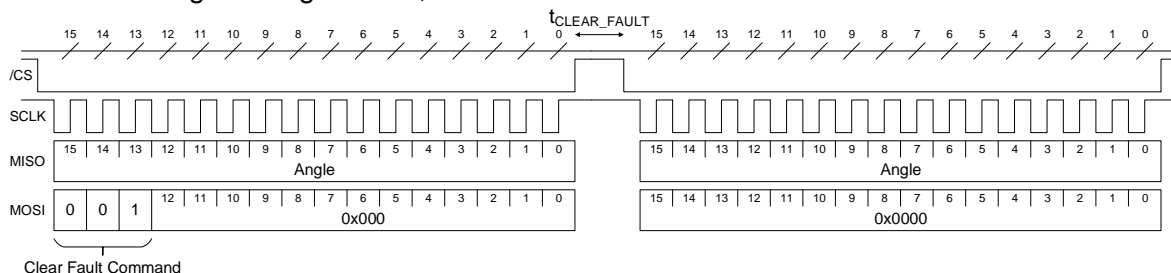 t_CLEAR_FAULT
15 14 13 12 11 10 9 8 7 6 5 4 3 2 1 0 15 14 13 12 11 10 9 8 7 6 5 4 3 2 1 0
/CS
SCLK
MISO 15 14 13 12 11 10 9 8 7 6 5 4 3 2 1 0 15 14 13 12 11 10 9 8 7 6 5 4 3 2 1 0
Angle Angle
MOSI 0 0 1 12 11 10 9 8 7 6 5 4 3 2 1 0 15 14 13 12 11 10 9 8 7 6 5 4 3 2 1 0
0x000 0x0000
Clear Fault Command